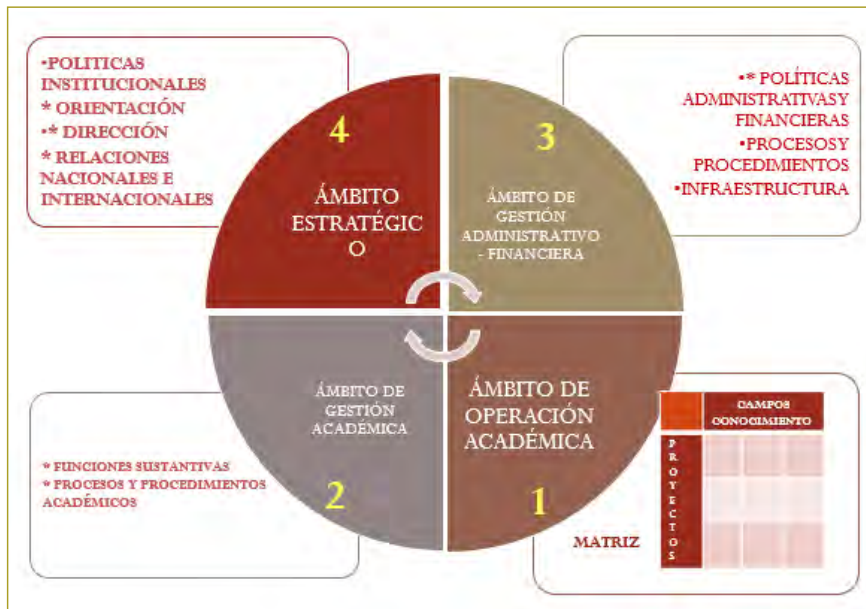 •POLITICAS
INSTITUCIONALES
* ORIENTACIÓN
•* DIRECCIÓN
* RELACIONES
NACIONALES E
INTERNACIONALES
4
ÁMBITO
ESTRATÉGIC
O
3
ÁMBITO DE
GESTIÓN
ADMINISTRATIVO
- FINANCIERA
•* POLÍTICAS
ADMINISTRATIVASY
FINANCIERAS
•PROCESOSY
PROCEDIMIENTOS
•INFRAESTRUCTURA
ÁMBITO DE
GESTIÓN
ACADÉMICA
2
* FUNCIONES SUSTANTIVAS
* PROCESOS Y PROCEDIMIENTOS
ACADÉMICOS
ÁMBITO DE
OPERACIÓN
ACADÉMICA
1
MATRIZ
CAMPOS
CONOCIMIENTO
P
R
O
Y
E
C
T
O
S